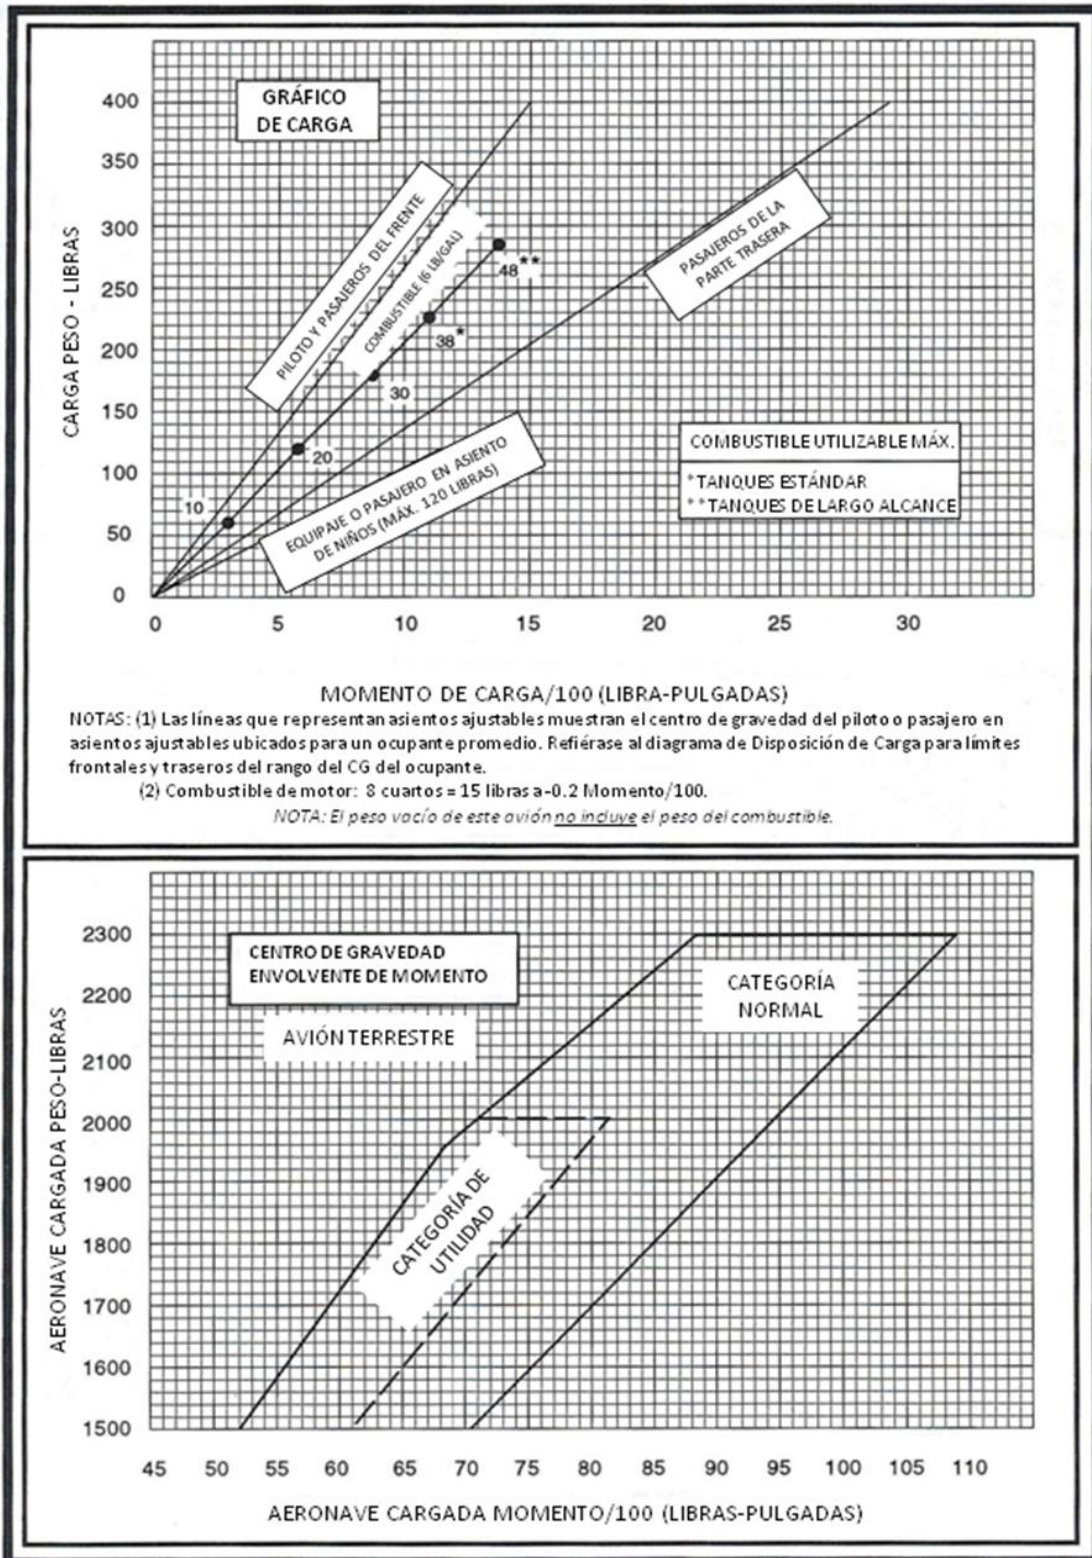 GRÁFICO
DE CARGA
CARGA PESO - LIBRAS
400
350
300
250
200
150
100
50
0
PILOTO Y PASAJEROS DEL FRENTE
COMBUSTIBLE (6 LB/GAL)
PASAJEROS DE LA
PARTE TRASERA
48**
38*
30
20
10
EQUIPAJE O PASAJERO EN ASIENTO
DE NIÑOS (MÁX. 120 LIBRAS)
COMBUSTIBLE UTILIZABLE MÁX.
*TANQUES ESTÁNDAR
**TANQUES DE LARGO ALCANCE
0 5 10 15 20 25 30
MOMENTO DE CARGA/100 (LIBRA-PULGADAS)
NOTAS: (1) Las líneas que representan asientos ajustables muestran el centro de gravedad del piloto o pasajero en
asientos ajustables ubicados para un ocupante promedio. Refiérase al diagrama de Disposición de Carga para límites
frontales y traseros del rango del CG del ocupante.
(2) Combustible de motor: 8 cuartos = 15 libras a -0.2 Momento/100.
NOTA: El peso vacío de este avión no incluye el peso del combustible.
AERONAVE CARGADA PESO-LIBRAS
2300
2200
2100
2000
1900
1800
1700
1600
1500
CENTRO DE GRAVEDAD
ENVOLVENTE DE MOMENTO
AVIÓN TERRESTRE
CATEGORÍA
NORMAL
CATEGORÍA DE
UTILIDAD
45 50 55 60 65 70 75 80 85 90 95 100 105 110
AERONAVE CARGADA MOMENTO/100 (LIBRAS-PULGADAS)